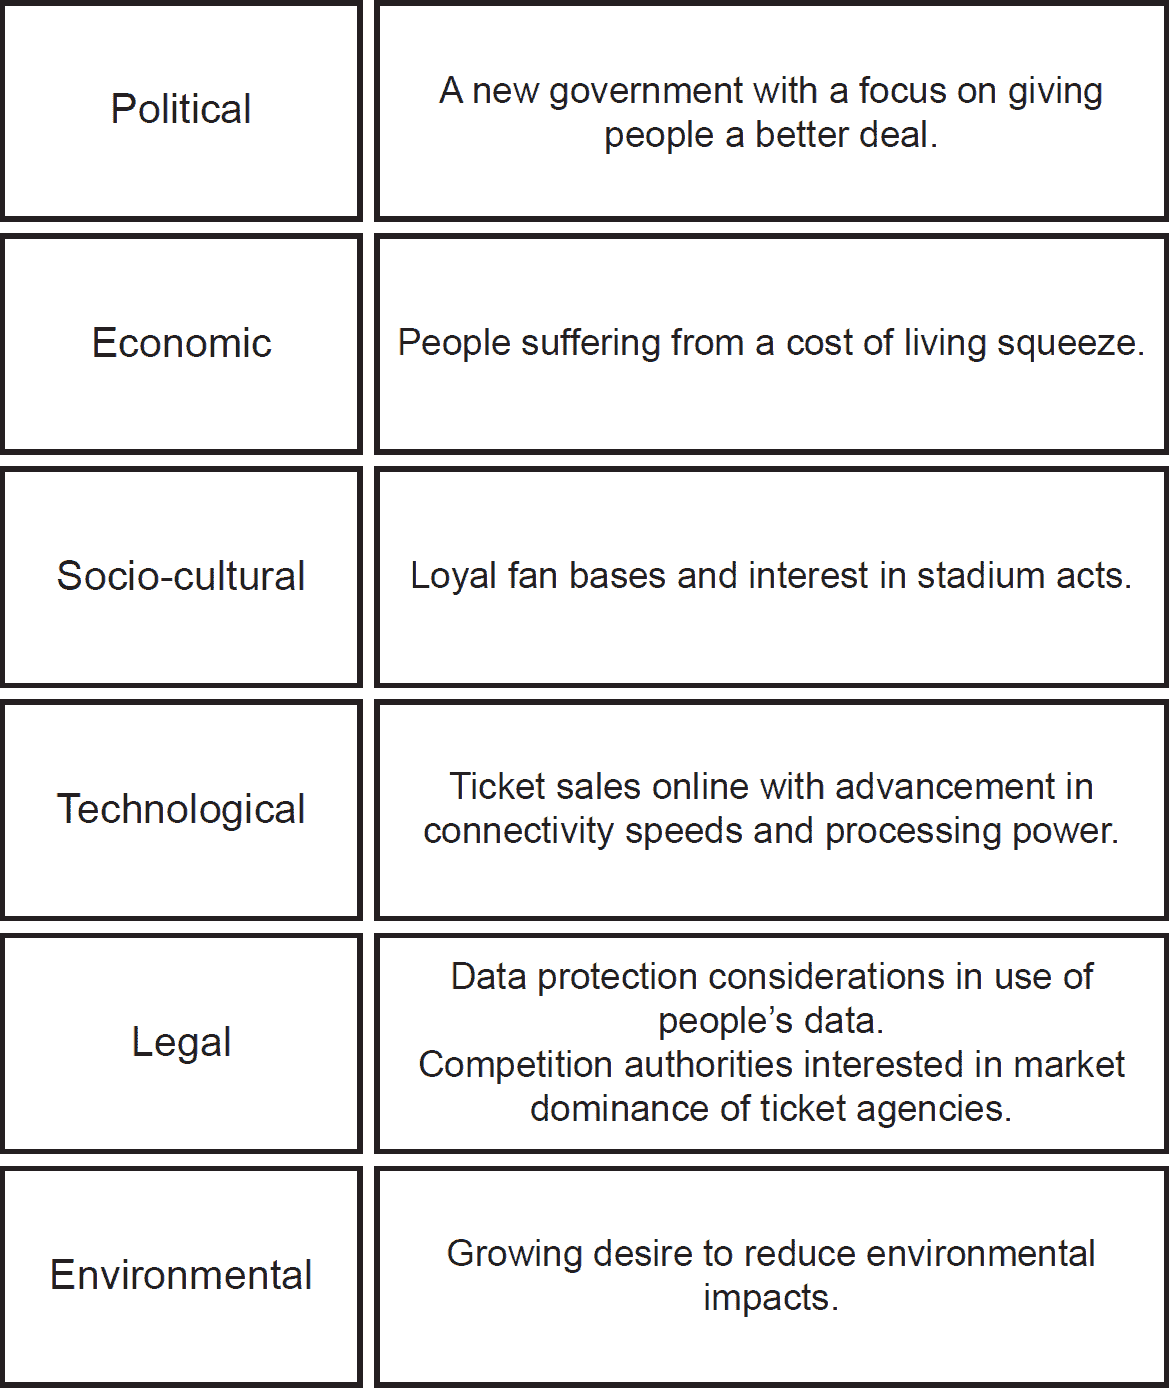 Political
A new government with a focus on giving
people a better deal.
Economic
People suffering from a cost of living squeeze.
Socio-cultural
Loyal fan bases and interest in stadium acts.
Technological
Ticket sales online with advancement in
connectivity speeds and processing power.
Legal
Data protection considerations in use of
people’s data.
Competition authorities interested in market
dominance of ticket agencies.
Environmental
Growing desire to reduce environmental
impacts.